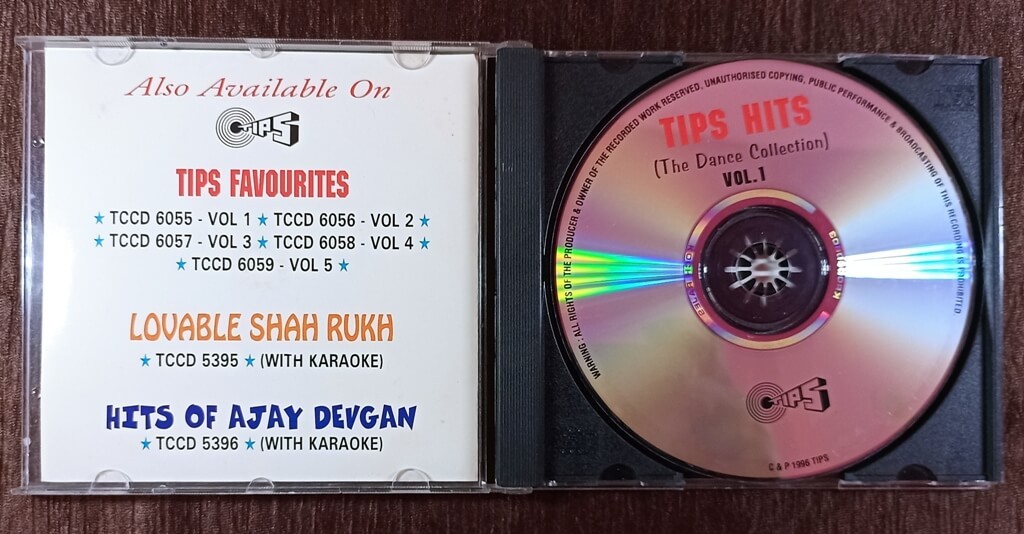 Also Available On
TIPS
TIPS FAVOURITES
★ TCCD 6055 - VOL 1 ★ TCCD 6056 - VOL 2 ★
★ TCCD 6057 - VOL 3 ★ TCCD 6058 - VOL 4 ★
★ TCCD 6059 - VOL 5 ★
LOVABLE SHAH RUKH
★ TCCD 5395 ★ (WITH KARAOKE)
HITS OF AJAY DEVGAN
★ TCCD 5396 ★ (WITH KARAOKE)
WARNING : ALL RIGHTS OF THE PRODUCER & OWNER OF THE RECORDED WORK RESERVED, UNAUTHORISED COPYING, PUBLIC PERFORMANCE & BROADCASTING OF THIS RECORDING IS PROHIBITED.
TIPS HITS
(The Dance Collection)
VOL.1
TIPS
C & P 1996 TIPS